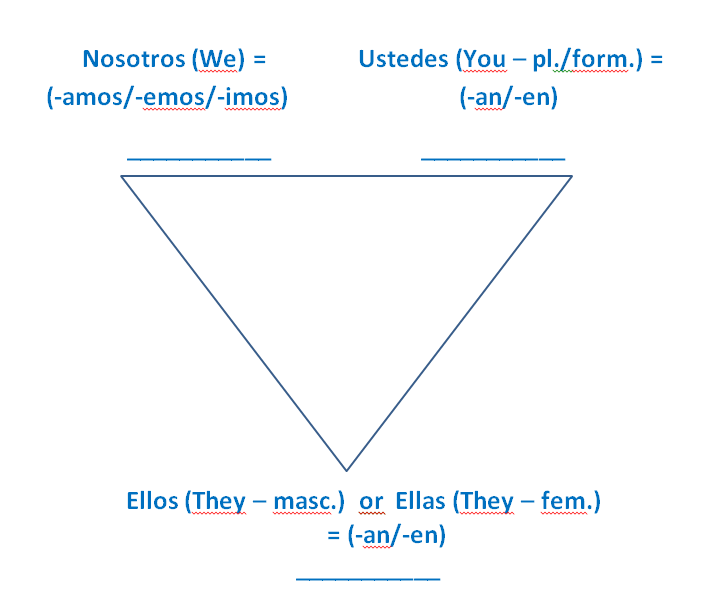 Nosotros (We) =
(-amos/-emos/-imos)
___________
Ustedes (You – pl./form.) =
(-an/-en)
___________
Ellos (They – masc.)  or  Ellas (They – fem.)
= (-an/-en)
___________